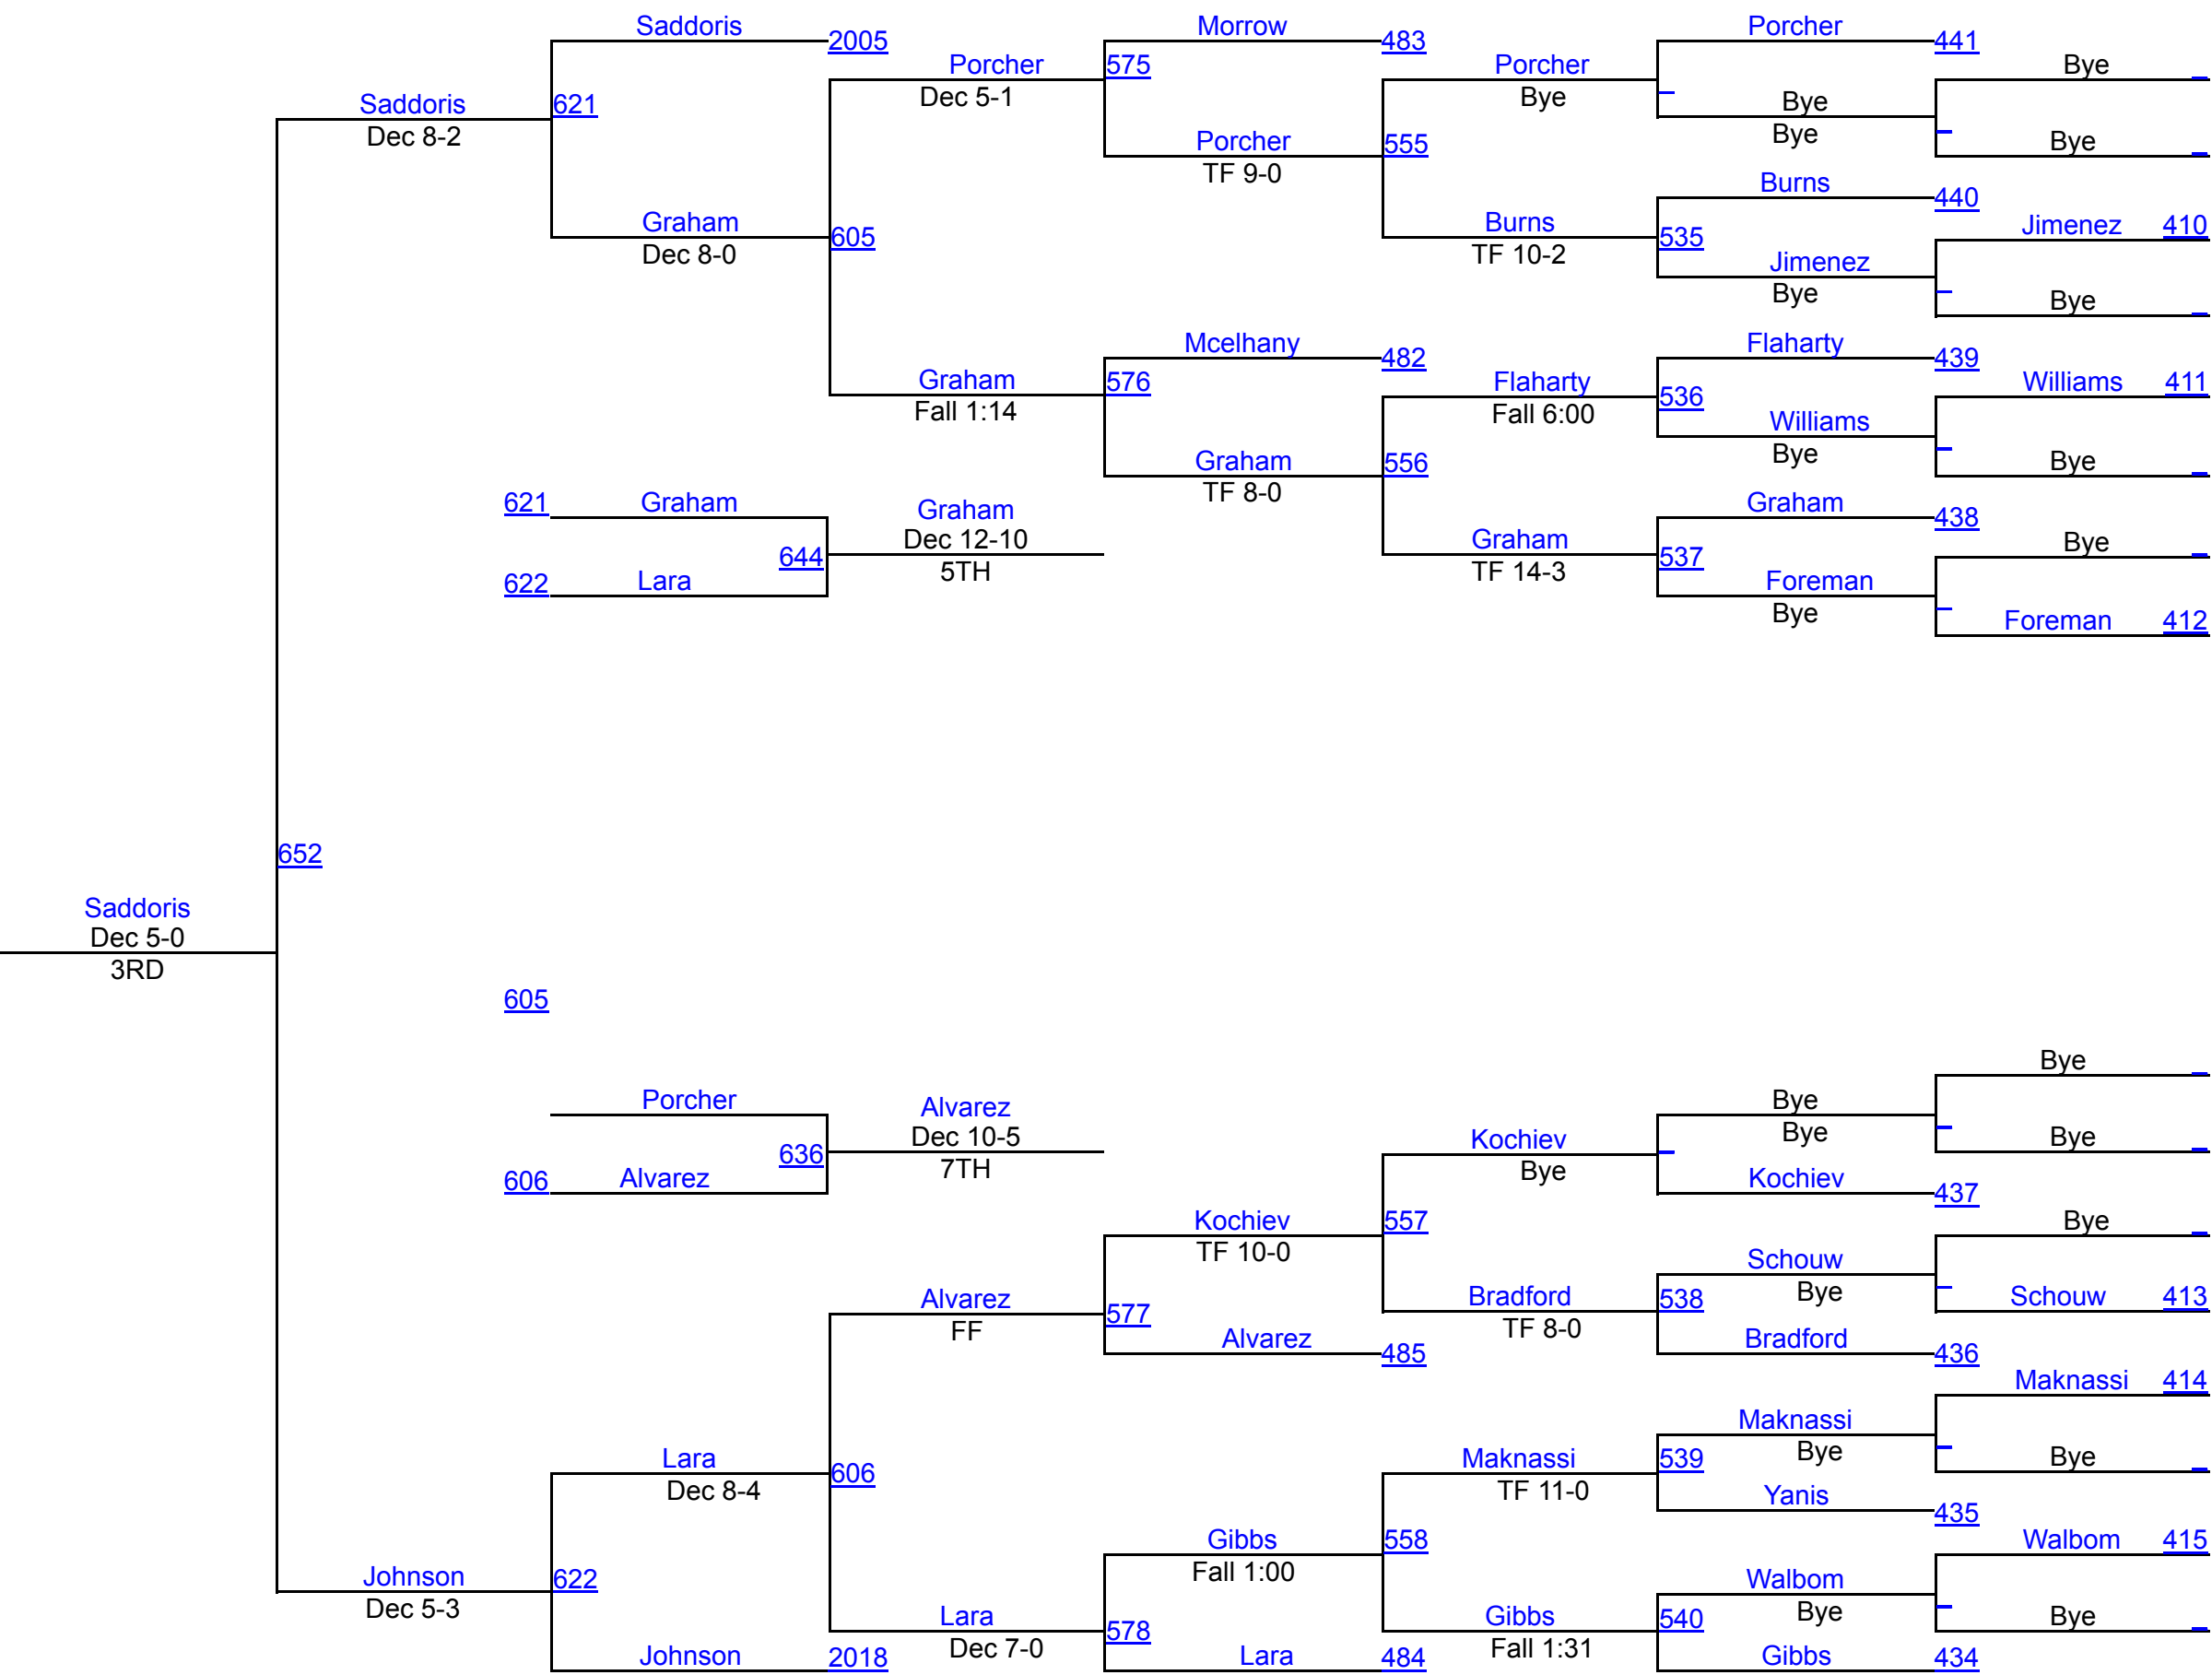 Saddoris 2005 Morrow 483 Porcher 441
Porcher 575 Porcher Bye
Saddoris 621 Dec 5-1 Bye Bye
Dec 8-2 Porcher 555 Bye Bye
TF 9-0 Burns 440
Graham 605 Burns 535 Jimenez 410
Dec 8-0 TF 10-2 Jimenez
Bye Bye
Mcelhany 482 Flaharty 439
Graham 576 Flaharty 536 Williams 411
Fall 1:14 Fall 6:00 Williams
Graham 556 Bye Bye
621 Graham Graham TF 8-0 Graham 438
Dec 12-10 Graham 537 Bye
622 Lara 644 5TH TF 14-3 Foreman
Bye Foreman 412
652
Saddoris
Dec 5-0
3RD
605
Bye
Porcher Alvarez Bye
Dec 10-5 Kochiev Bye Bye
606 Alvarez 636 7TH Bye Kochiev 437
Kochiev 557 Bye
TF 10-0 Schouw
Alvarez 577 Bradford 538 Bye Schouw 413
FF Alvarez 485 TF 8-0 Bradford 436
Maknassi 414
Maknassi
Lara 606 Maknassi 539 Bye Bye
Dec 8-4 TF 11-0 Yanis 435
Gibbs 558 Walbom 415
Johnson 622 Fall 1:00 Walbom
Dec 5-3 Lara 578 Gibbs 540 Bye Bye
Johnson 2018 Dec 7-0 Lara 484 Fall 1:31 Gibbs 434